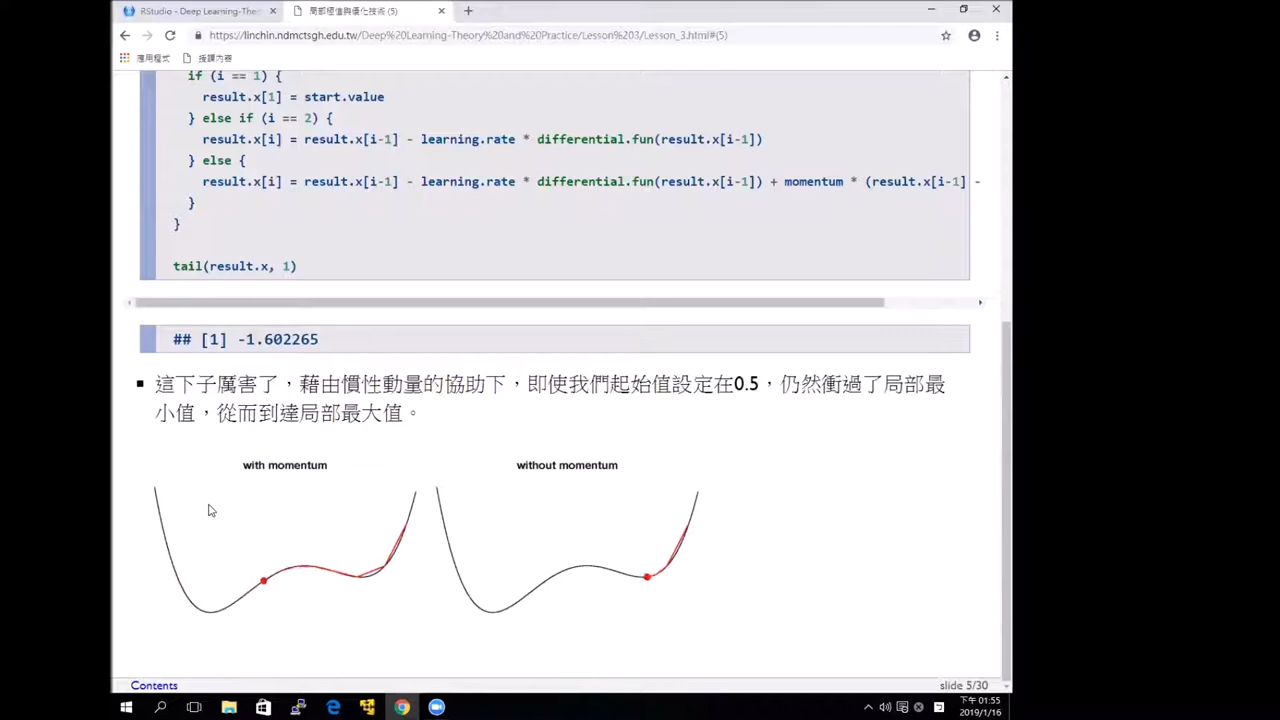 RStudio - Deep Learning-The
局部極值與優化技術 (5)
https://linchin.ndmctsgh.edu.tw/Deep%20Learning-Theory%20and%20Practice/Lesson%203/Lesson_3.html#(5)
應用程式
if (i == 1) {
result.x[1] = start.value
} else if (i == 2) {
result.x[i] = result.x[i-1] - learning.rate * differential.fun(result.x[i-1])
} else {
result.x[i] = result.x[i-1] - learning.rate * differential.fun(result.x[i-1]) + momentum * (result.x[i-1] -
}
}
tail(result.x, 1)
## [1] -1.602265
這下子厲害了，藉由慣性動量的協助下，即使我們起始值設定在0.5，仍然衝過了局部最
小值，從而到達局部最大值。
with momentum
without momentum
Contents
slide 5/30
下午 01:55
2019/1/16